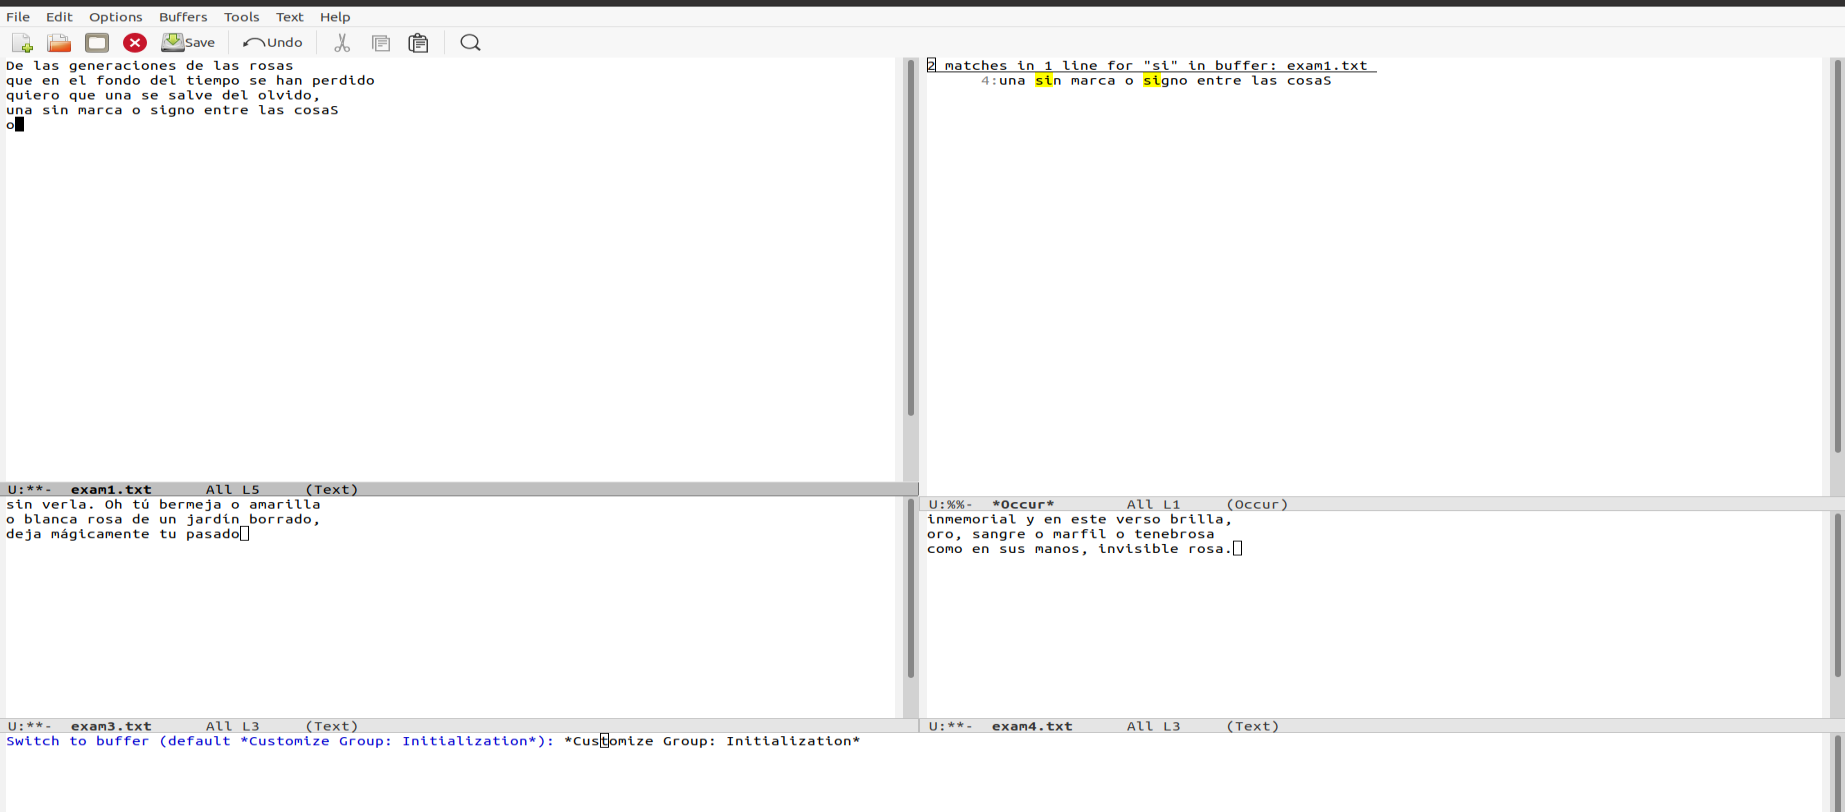 File Edit Options Buffers Tools Text Help
Save Undo
De las generaciones de las rosas
que en el fondo del tiempo se han perdido
quiero que una se salve del olvido,
una sin marca o signo entre las cosaS
o
U:**- exam1.txt All L5 (Text)
2 matches in 1 line for "si" in buffer: exam1.txt
4:una sin marca o signo entre las cosaS
U:%%- *Occur* All L1 (Occur)
sin verla. Oh tú bermeja o amarilla
o blanca rosa de un jardín borrado,
deja mágicamente tu pasado
U:**- exam3.txt All L3 (Text)
inmemorial y en este verso brilla,
oro, sangre o marfil o tenebrosa
como en sus manos, invisible rosa.
U:**- exam4.txt All L3 (Text)
Switch to buffer (default *Customize Group: Initialization*): *Customize Group: Initialization*